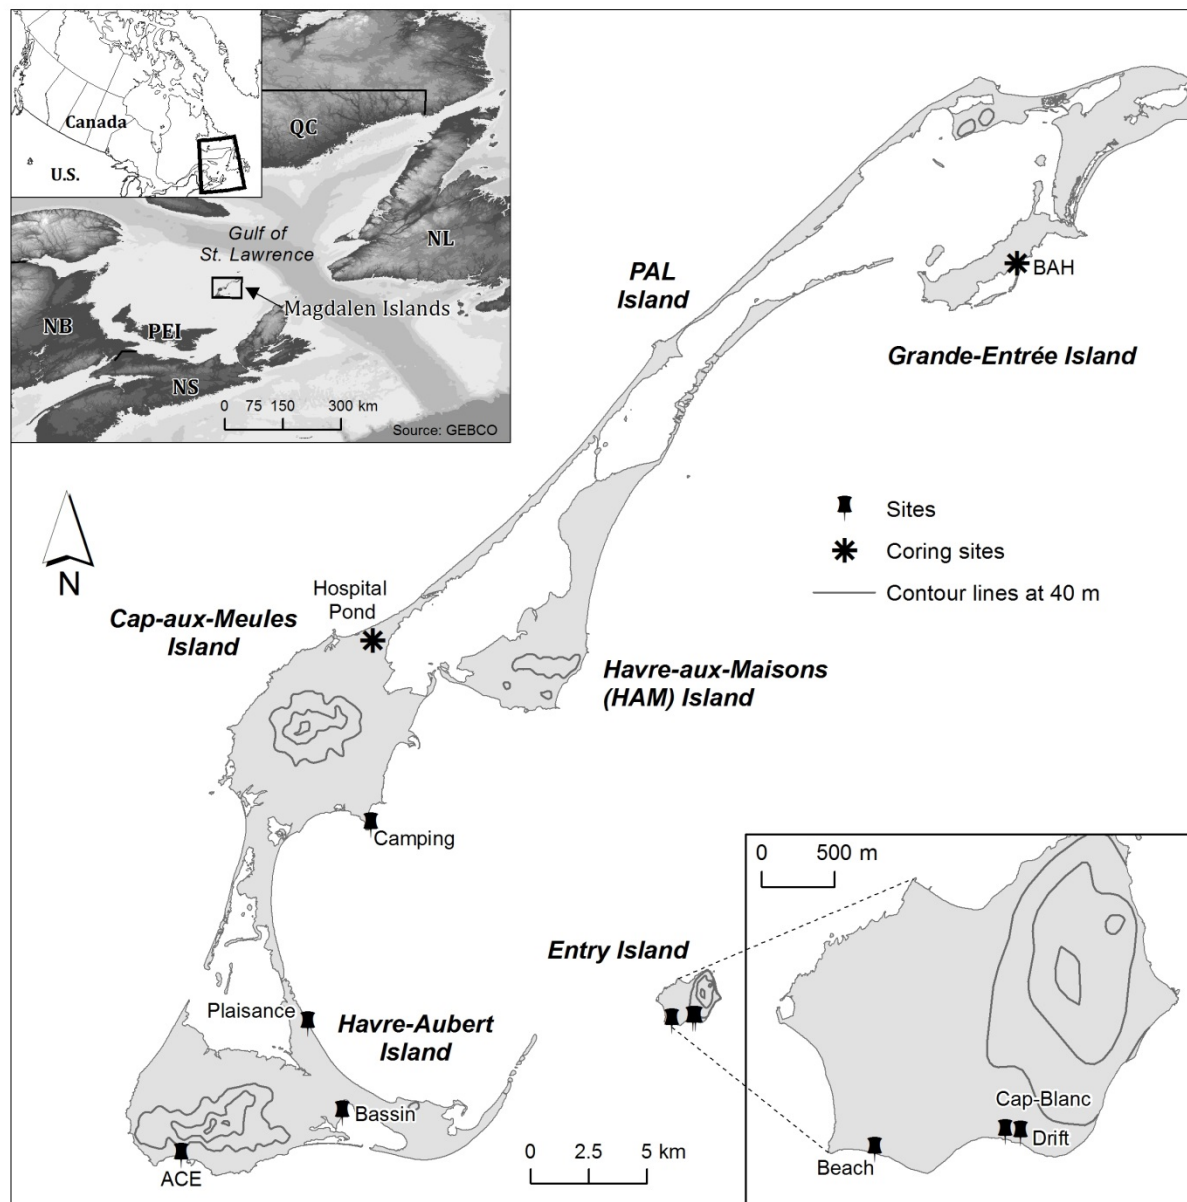 Canada
U.S.
QC
Gulf of
St. Lawrence
NL
Magdalen Islands
NB
PEI
NS
0 75 150 300 km
Source: GEBCO
N
PAL
Island
BAH
Grande-Entrée Island
Sites
Coring sites
Contour lines at 40 m
Hospital
Pond
Cap-aux-Meules
Island
Havre-aux-Maisons
(HAM) Island
Camping
Entry Island
Plaisance
Havre-Aubert
Island
Bassin
ACE
0 2.5 5 km
0 500 m
Cap-Blanc
Drift
Beach